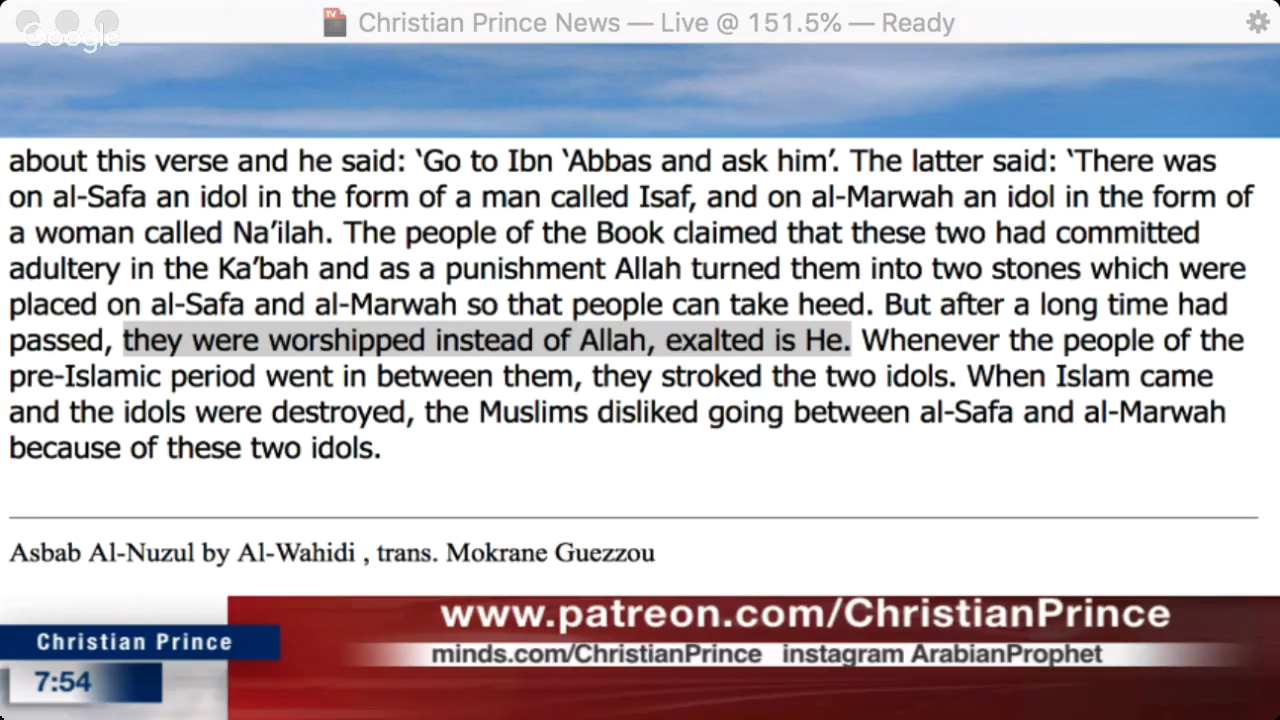 Christian Prince News — Live @ 151.5% — Ready
Google
about this verse and he said: ‘Go to Ibn ‘Abbas and ask him’. The latter said: ‘There was
on al-Safa an idol in the form of a man called Isaf, and on al-Marwah an idol in the form of
a woman called Na’ilah. The people of the Book claimed that these two had committed
adultery in the Ka’bah and as a punishment Allah turned them into two stones which were
placed on al-Safa and al-Marwah so that people can take heed. But after a long time had
passed, they were worshipped instead of Allah, exalted is He. Whenever the people of the
pre-Islamic period went in between them, they stroked the two idols. When Islam came
and the idols were destroyed, the Muslims disliked going between al-Safa and al-Marwah
because of these two idols.
Asbab Al-Nuzul by Al-Wahidi , trans. Mokrane Guezzou
www.patreon.com/ChristianPrince
Christian Prince
minds.com/ChristianPrince instagram ArabianProphet
7:54